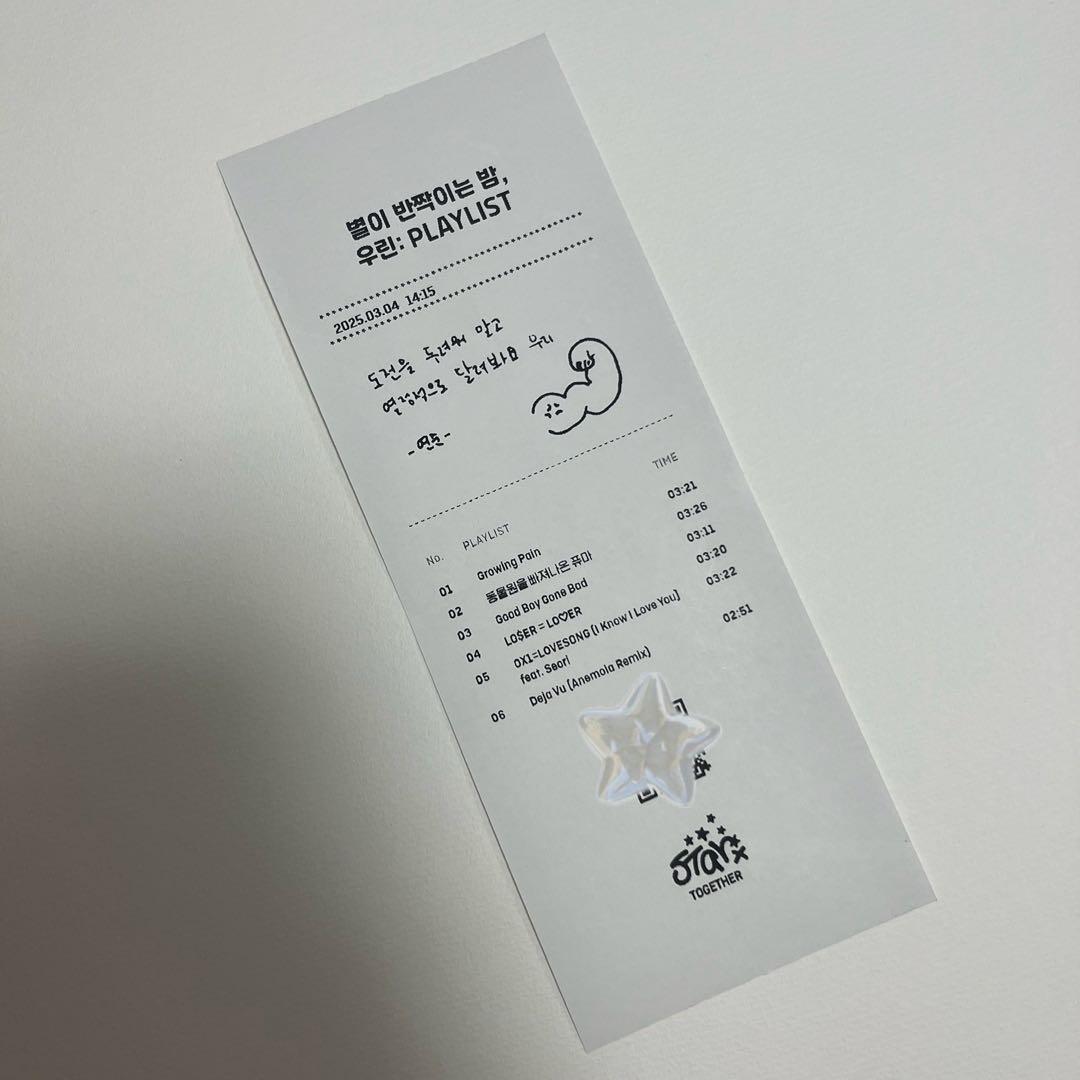 별이 반짝이는 밤,
우린: PLAYLIST
2025.03.04 14:15
도전을 두려워 말고
열정적으로 달려봐요 우리
-연준-
No. PLAYLIST TIME
01 Growing Pain 03:21
02 동물원을 빠져나온 퓨마 03:26
03 Good Boy Gone Bad 03:11
04 LO$ER=LO♡ER 03:20
05 0X1=LOVESONG (I Know I Love You) 03:22
feat. Seori
06 Deja Vu (Anemoia Remix) 02:51
STAR
TOGETHER